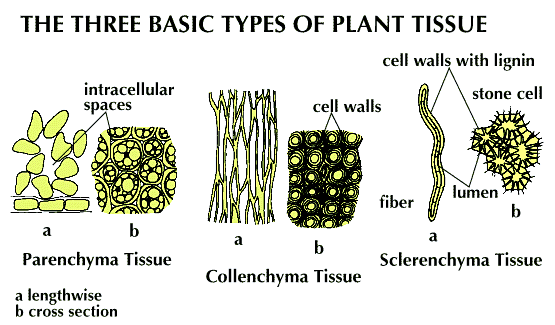 THE THREE BASIC TYPES OF PLANT TISSUE
intracellular
spaces
a
b
Parenchyma Tissue
cell walls
a
b
Collenchyma Tissue
cell walls with lignin
stone cell
lumen
fiber
a
b
Sclerenchyma Tissue
a lengthwise
b cross section